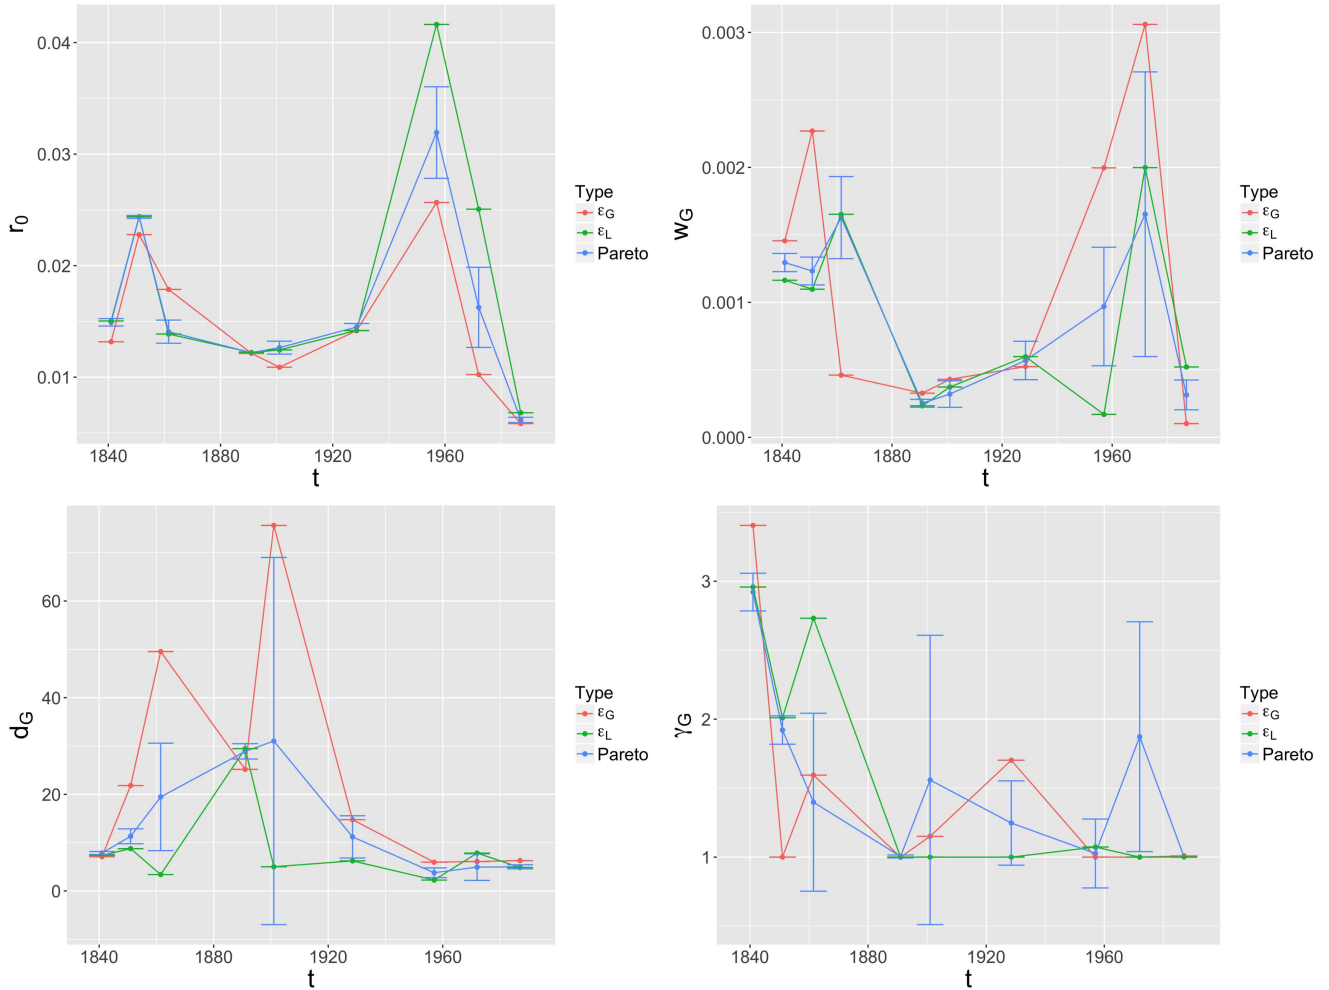 0.04
0.03
0.02
0.01
r0
1840 1880 1920 1960
t
Type
εG
εL
Pareto
0.003
0.002
0.001
0.000
wG
1840 1880 1920 1960
t
Type
εG
εL
Pareto
60
40
20
0
dG
1840 1880 1920 1960
t
Type
εG
εL
Pareto
3
2
1
γG
1840 1880 1920 1960
t
Type
εG
εL
Pareto